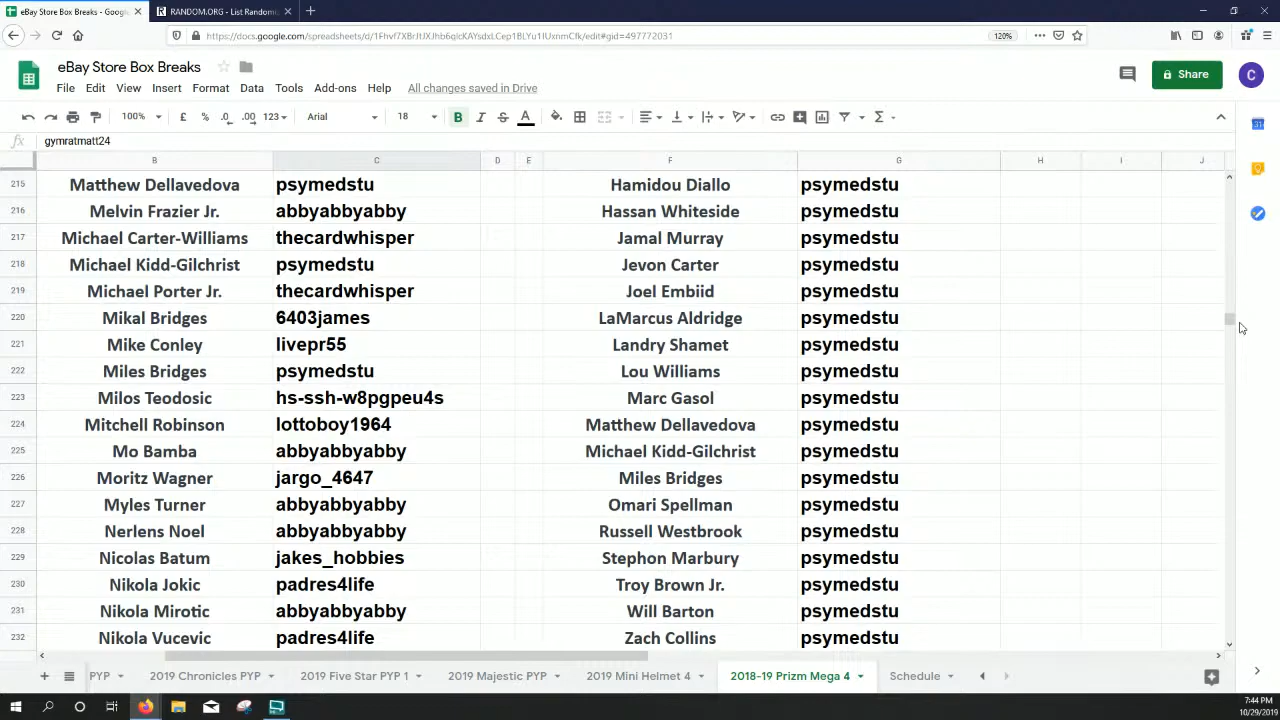 eBay Store Box Breaks - Google
RANDOM.ORG - List Randomi
120%
eBay Store Box Breaks
File Edit View Insert Format Data Tools Add-ons Help All changes saved in Drive
Share
C
100% £ % .0 .00 123 Arial 18 B I S A
fx gymratmatt24
B C D E F G H I J
215 Matthew Dellavedova psymedstu Hamidou Diallo psymedstu
216 Melvin Frazier Jr. abbyabbyabby Hassan Whiteside psymedstu
217 Michael Carter-Williams thecardwhisper Jamal Murray psymedstu
218 Michael Kidd-Gilchrist psymedstu Jevon Carter psymedstu
219 Michael Porter Jr. thecardwhisper Joel Embiid psymedstu
220 Mikal Bridges 6403james LaMarcus Aldridge psymedstu
221 Mike Conley livepr55 Landry Shamet psymedstu
222 Miles Bridges psymedstu Lou Williams psymedstu
223 Milos Teodosic hs-ssh-w8pgpeu4s Marc Gasol psymedstu
224 Mitchell Robinson lottoboy1964 Matthew Dellavedova psymedstu
225 Mo Bamba abbyabbyabby Michael Kidd-Gilchrist psymedstu
226 Moritz Wagner jargo_4647 Miles Bridges psymedstu
227 Myles Turner abbyabbyabby Omari Spellman psymedstu
228 Nerlens Noel abbyabbyabby Russell Westbrook psymedstu
229 Nicolas Batum jakes_hobbies Stephon Marbury psymedstu
230 Nikola Jokic padres4life Troy Brown Jr. psymedstu
231 Nikola Mirotic abbyabbyabby Will Barton psymedstu
232 Nikola Vucevic padres4life Zach Collins psymedstu
PYP 2019 Chronicles PYP 2019 Five Star PYP 1 2019 Majestic PYP 2019 Mini Helmet 4 2018-19 Prizm Mega 4 Schedule
7:44 PM
10/29/2019